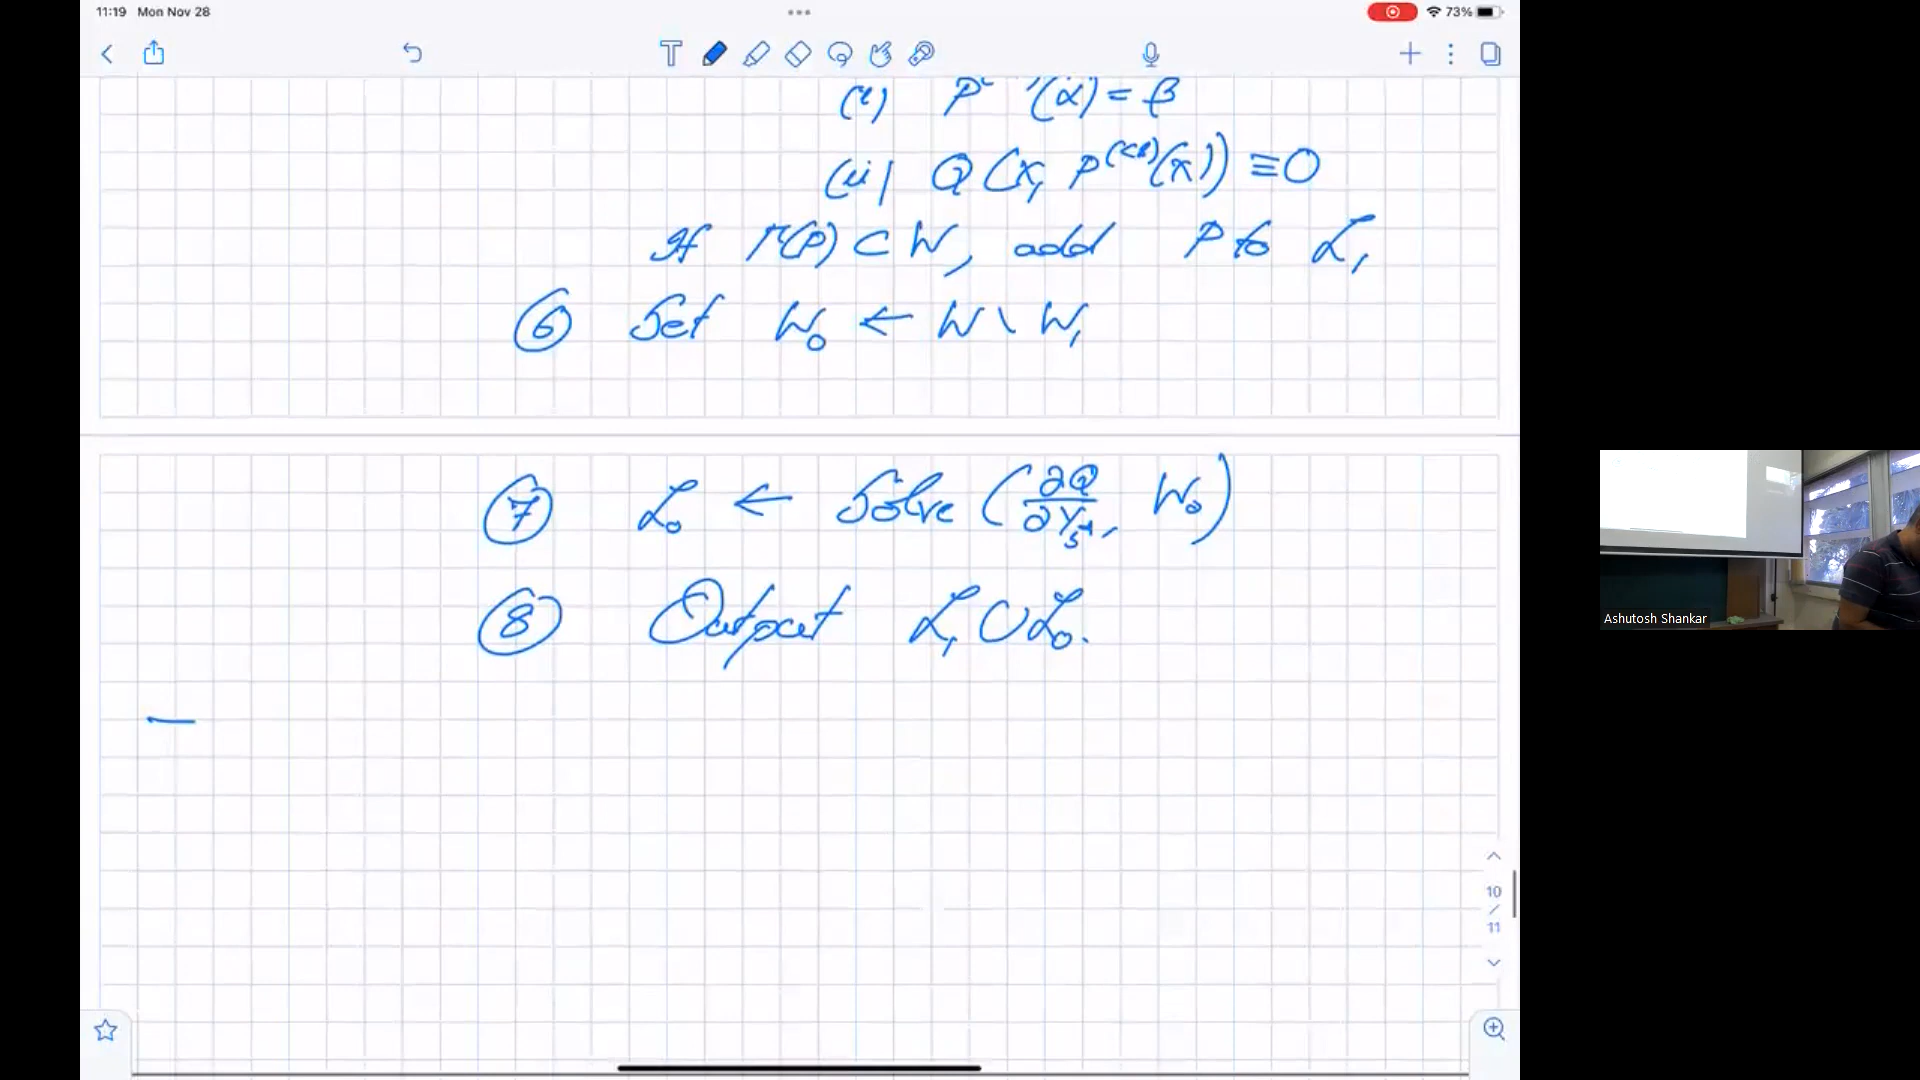 11:19 Mon Nov 28
73%
(i) P (α) = β
(ii) Q(x, P^(<s)(x)) ≡ 0
If Γ(P) ⊂ W, add P to L₁
⑥ Set W₀ ← W \ W₁
⑦ L₀ ← Solve (∂Q/∂Y_s*, W₀)
⑧ Output L₁ ∪ L₀.
10
/
11
Ashutosh Shankar